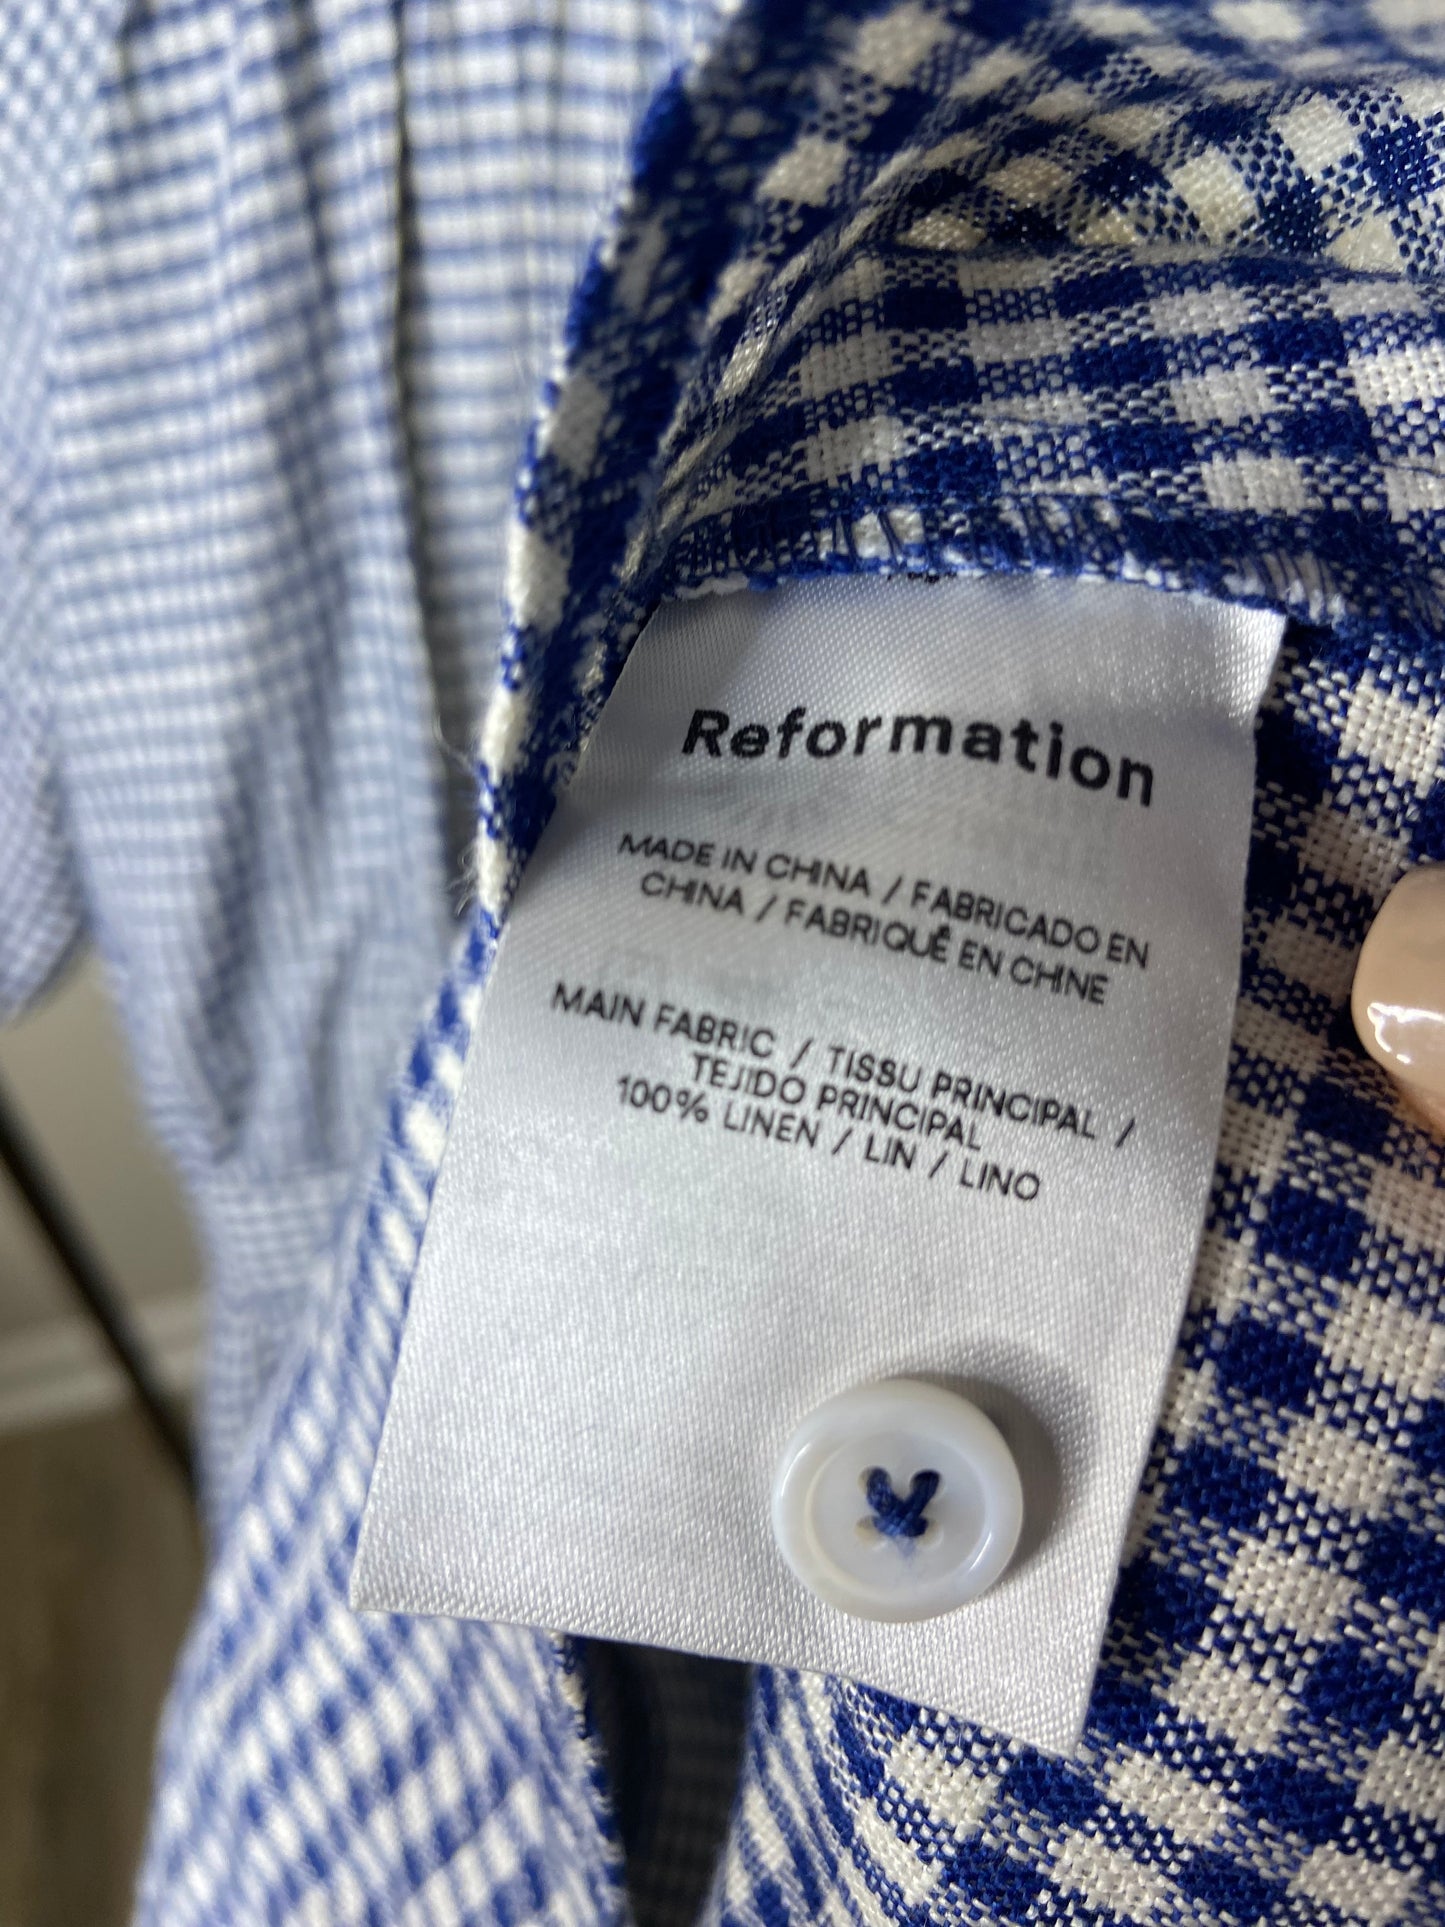 Reformation
MADE IN CHINA / FABRICADO EN
CHINA / FABRIQUÊ EN CHINE
MAIN FABRIC / TISSU PRINCIPAL /
TEJIDO PRINCIPAL
100% LINEN / LIN / LINO